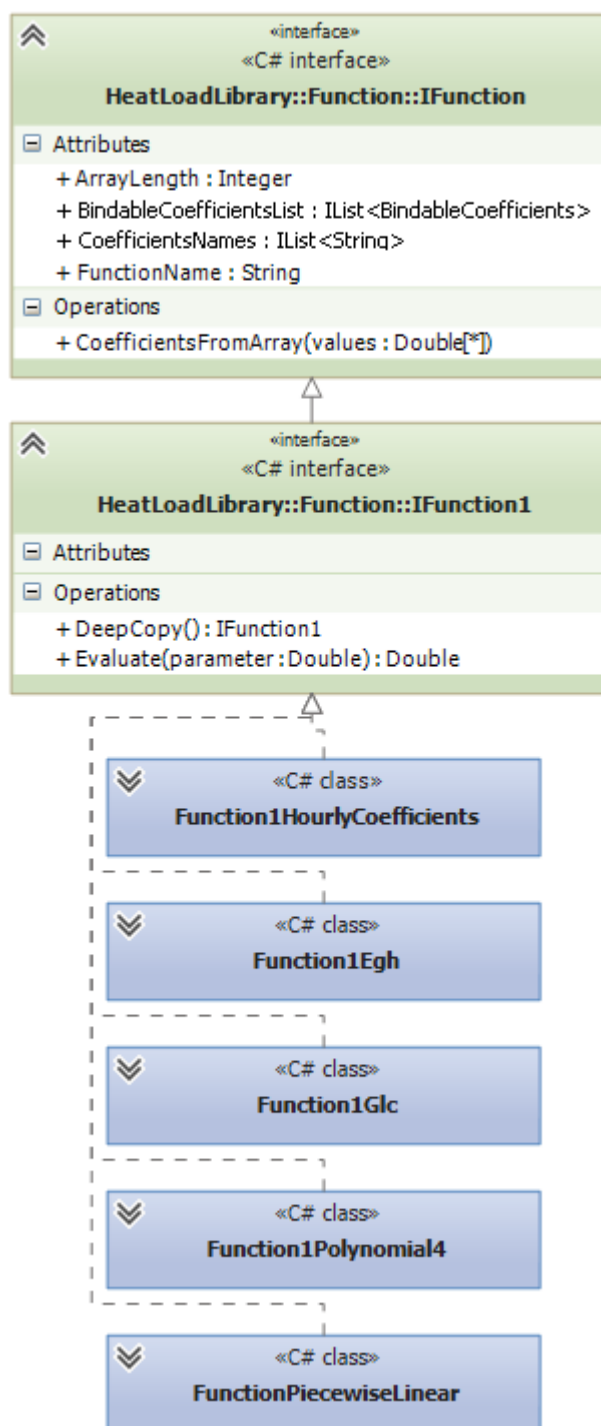 «interface»
«C# interface»
HeatLoadLibrary::Function::IFunction
Attributes
+ ArrayLength : Integer
+ BindableCoefficientsList : IList<BindableCoefficients>
+ CoefficientsNames : IList<String>
+ FunctionName : String
Operations
+ CoefficientsFromArray(values : Double[*])
«interface»
«C# interface»
HeatLoadLibrary::Function::IFunction1
Attributes
Operations
+ DeepCopy() : IFunction1
+ Evaluate(parameter : Double) : Double
«C# class»
Function1HourlyCoefficients
«C# class»
Function1Egh
«C# class»
Function1Glc
«C# class»
Function1Polynomial4
«C# class»
FunctionPiecewiseLinear